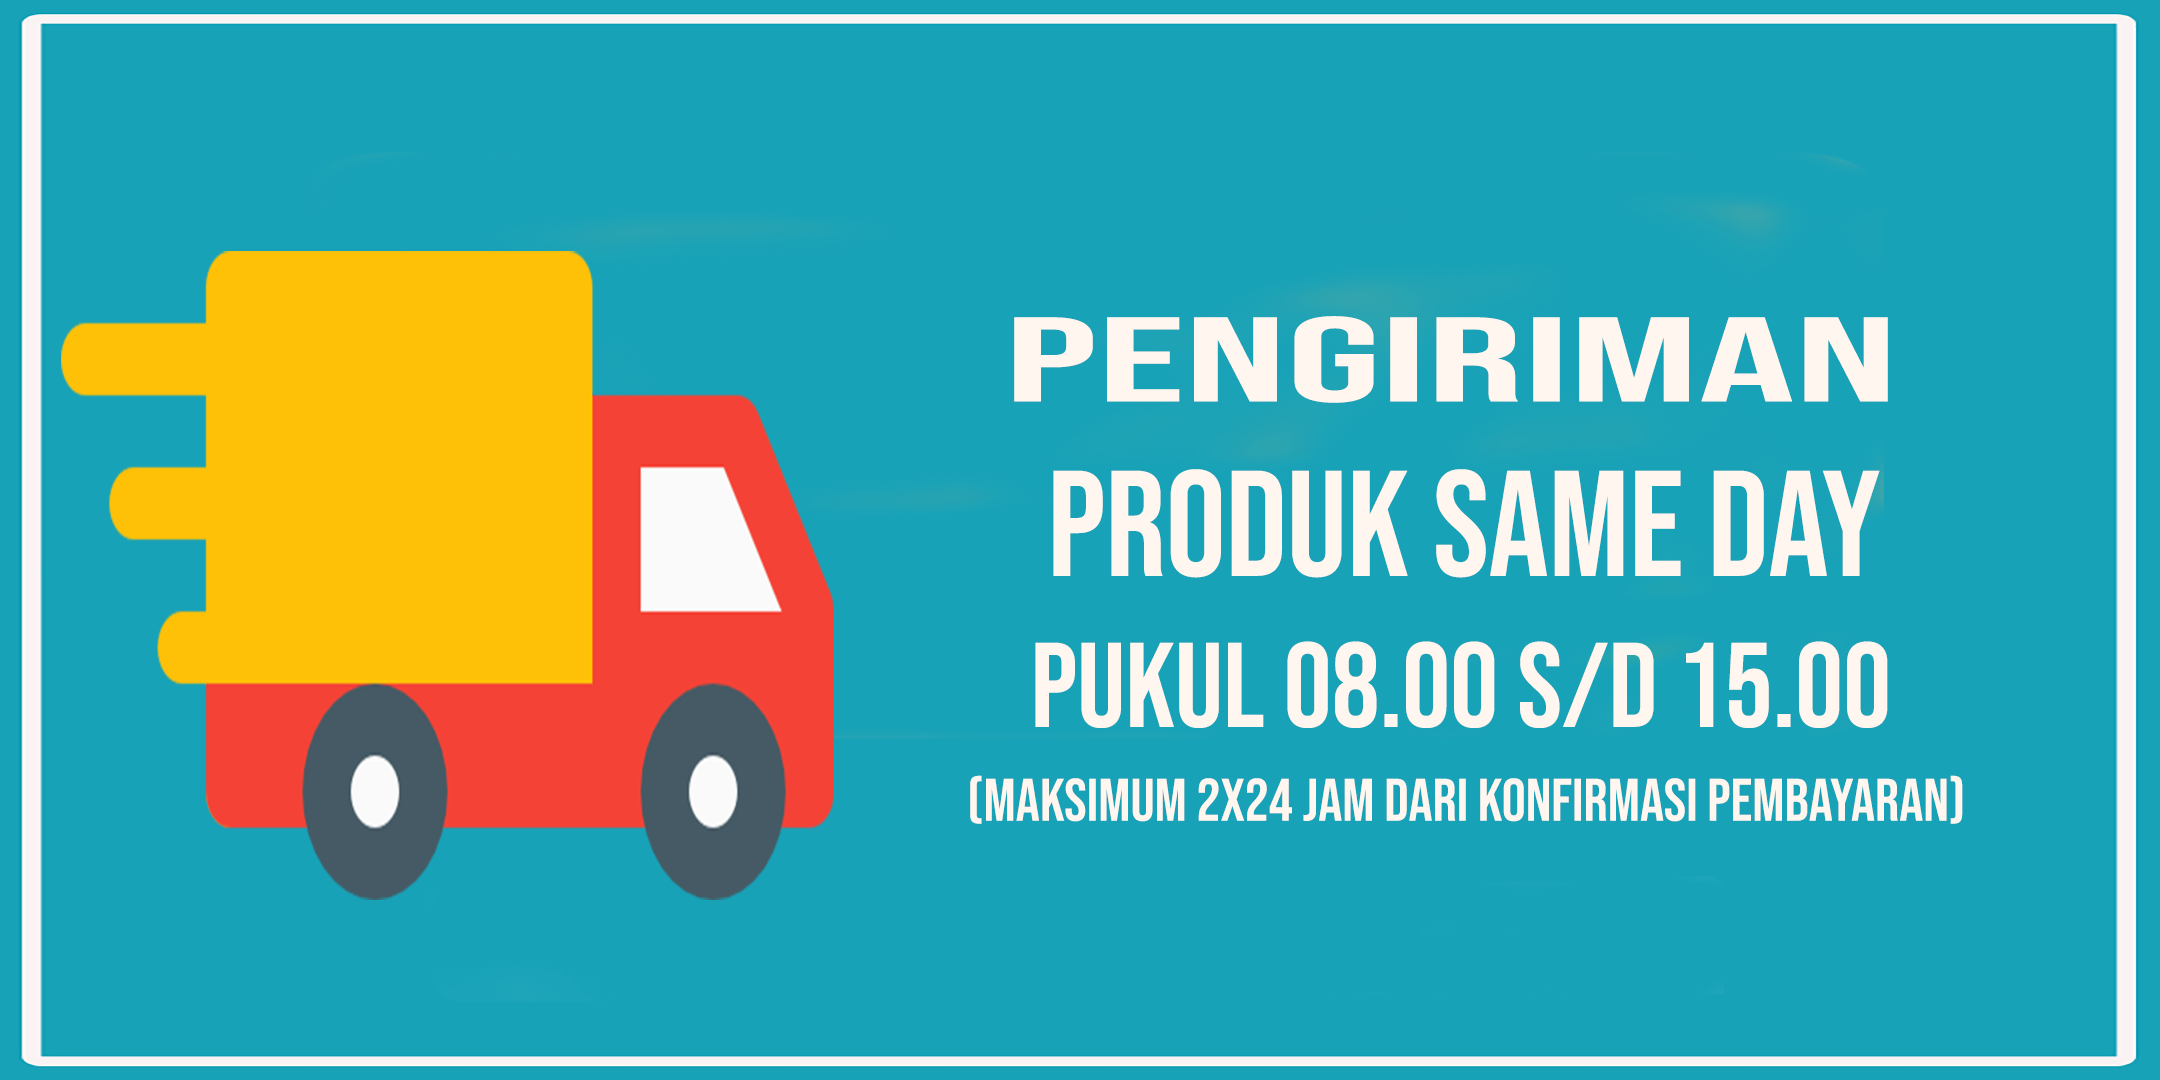 PENGIRIMAN
PRODUK SAME DAY
PUKUL 08.00 S/D 15.00
(MAKSIMUM 2X24 JAM DARI KONFIRMASI PEMBAYARAN)